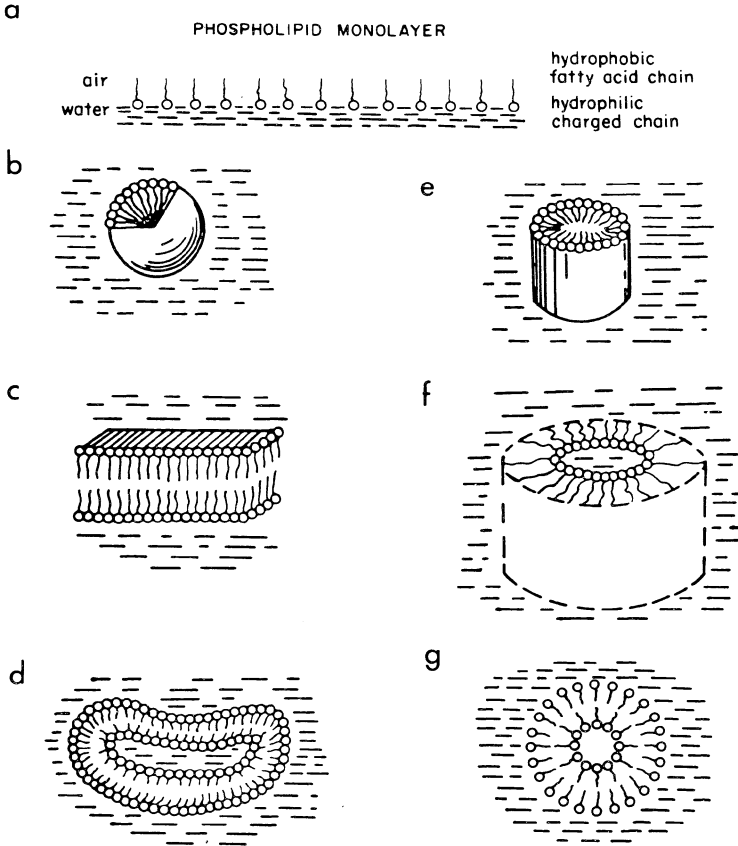 a
PHOSPHOLIPID MONOLAYER
air
water
hydrophobic
fatty acid chain
hydrophilic
charged chain
b
e
c
f
d
g